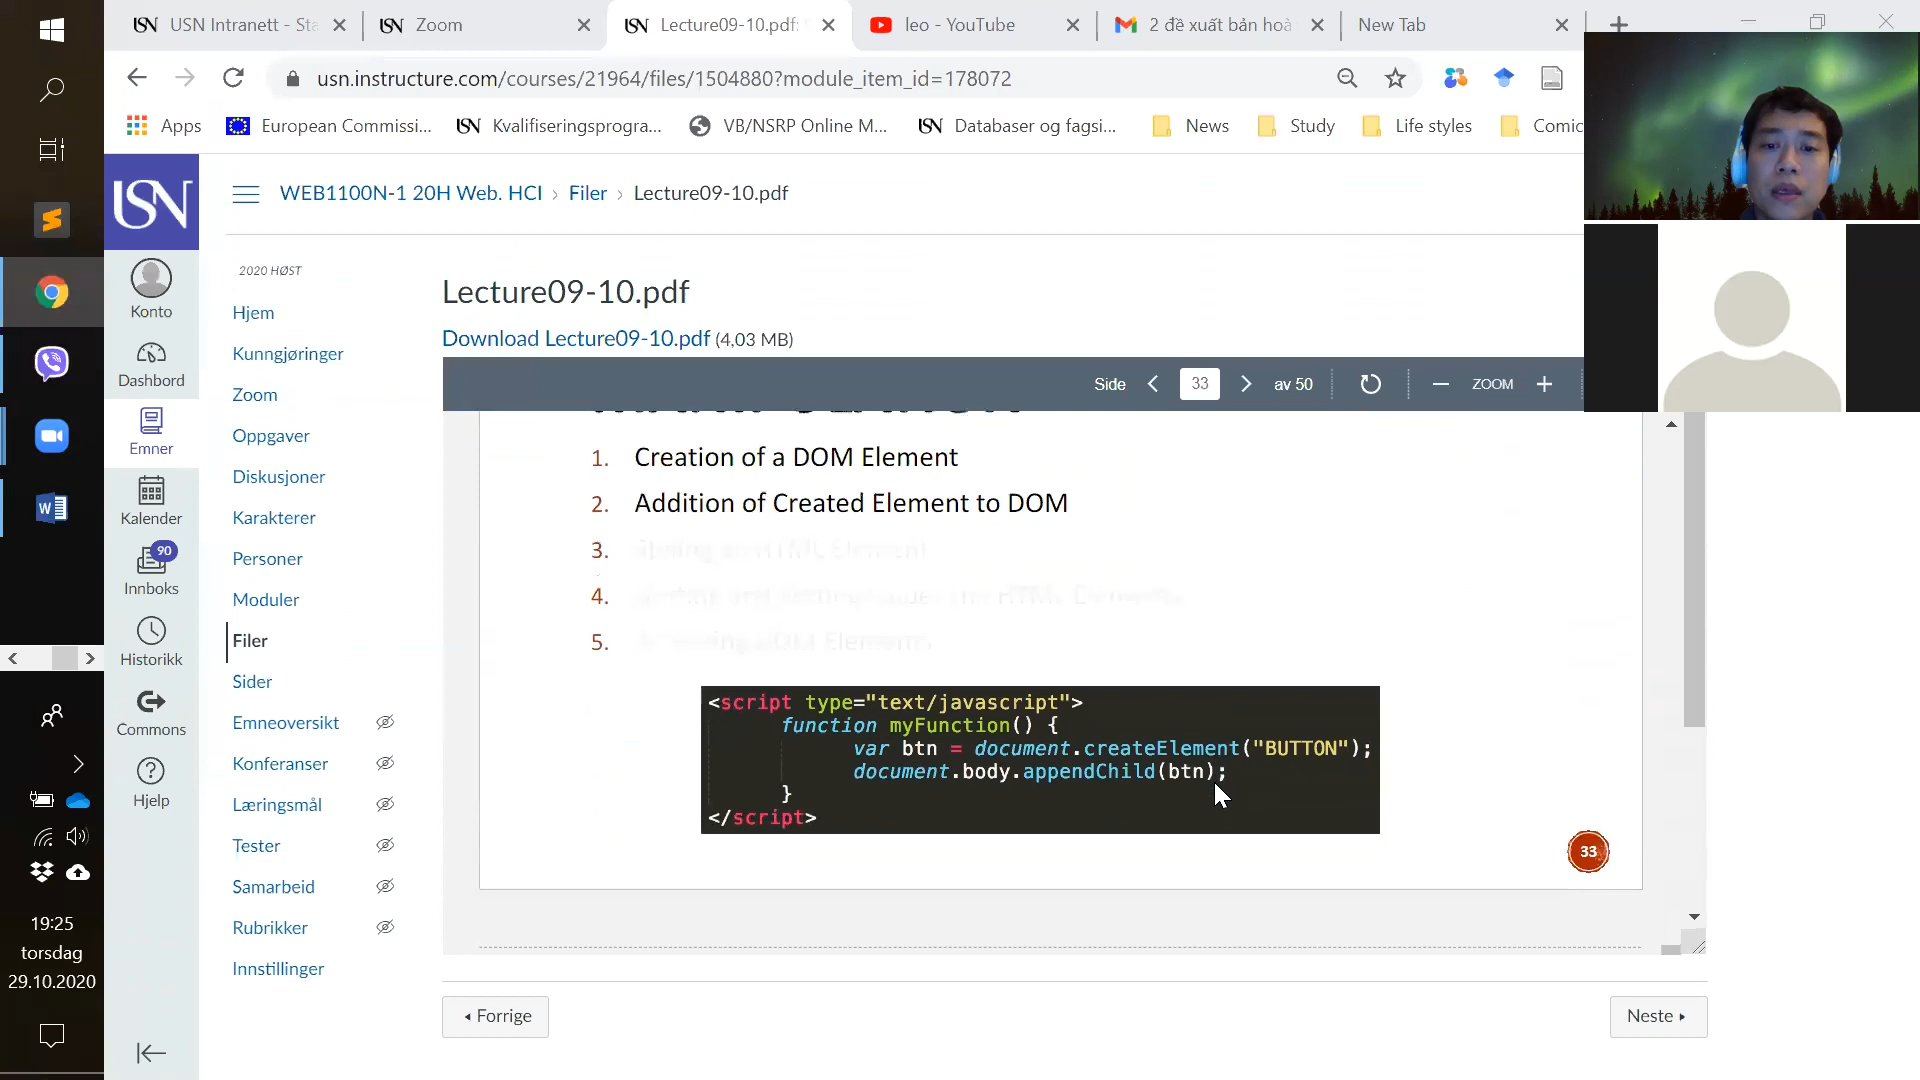 USN Intranett - Sta
Zoom
Lecture09-10.pdf:
leo - YouTube
2 đề xuất bản hoà
New Tab
usn.instructure.com/courses/21964/files/1504880?module_item_id=178072
Apps
European Commissi...
Kvalifiseringsprogra...
VB/NSRP Online M...
Databaser og fagsi...
News
Study
Life styles
Comic
USN
WEB1100N-1 20H Web. HCI › Filer › Lecture09-10.pdf
Konto
Dashbord
Emner
Kalender
90
Innboks
Historikk
Commons
Hjelp
2020 HØST
Hjem
Kunngjøringer
Zoom
Oppgaver
Diskusjoner
Karakterer
Personer
Moduler
Filer
Sider
Emneoversikt
Konferanser
Læringsmål
Tester
Samarbeid
Rubrikker
Innstillinger
Lecture09-10.pdf
Download Lecture09-10.pdf (4,03 MB)
Side 33 av 50 ZOOM
1. Creation of a DOM Element
2. Addition of Created Element to DOM
3.
4.
5.
<script type="text/javascript">
function myFunction() {
var btn = document.createElement("BUTTON");
document.body.appendChild(btn);
}
</script>
33
Forrige
Neste
19:25
torsdag
29.10.2020